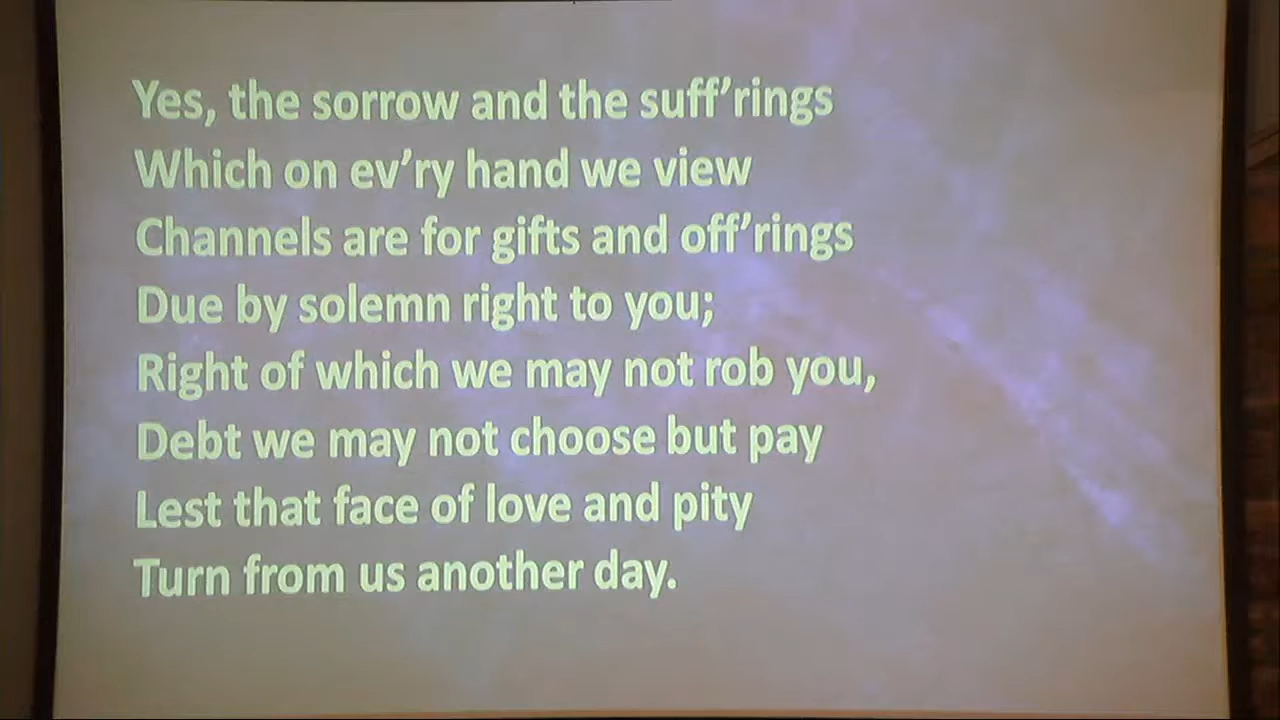 Yes, the sorrow and the suff’rings
Which on ev’ry hand we view
Channels are for gifts and off’rings
Due by solemn right to you;
Right of which we may not rob you,
Debt we may not choose but pay
Lest that face of love and pity
Turn from us another day.